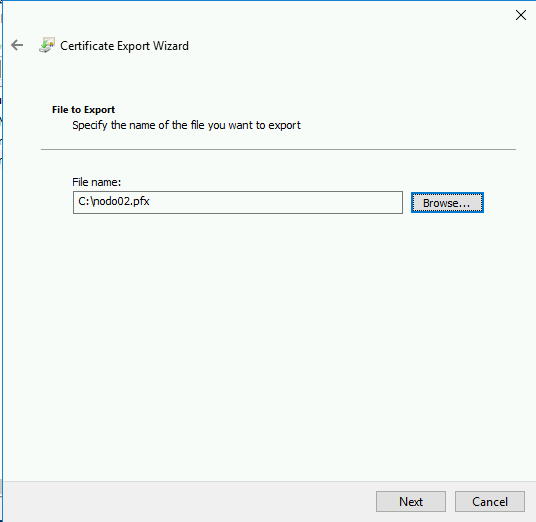 Certificate Export Wizard
File to Export
Specify the name of the file you want to export
File name:
C:\nodo02.pfx
Browse...
Next
Cancel